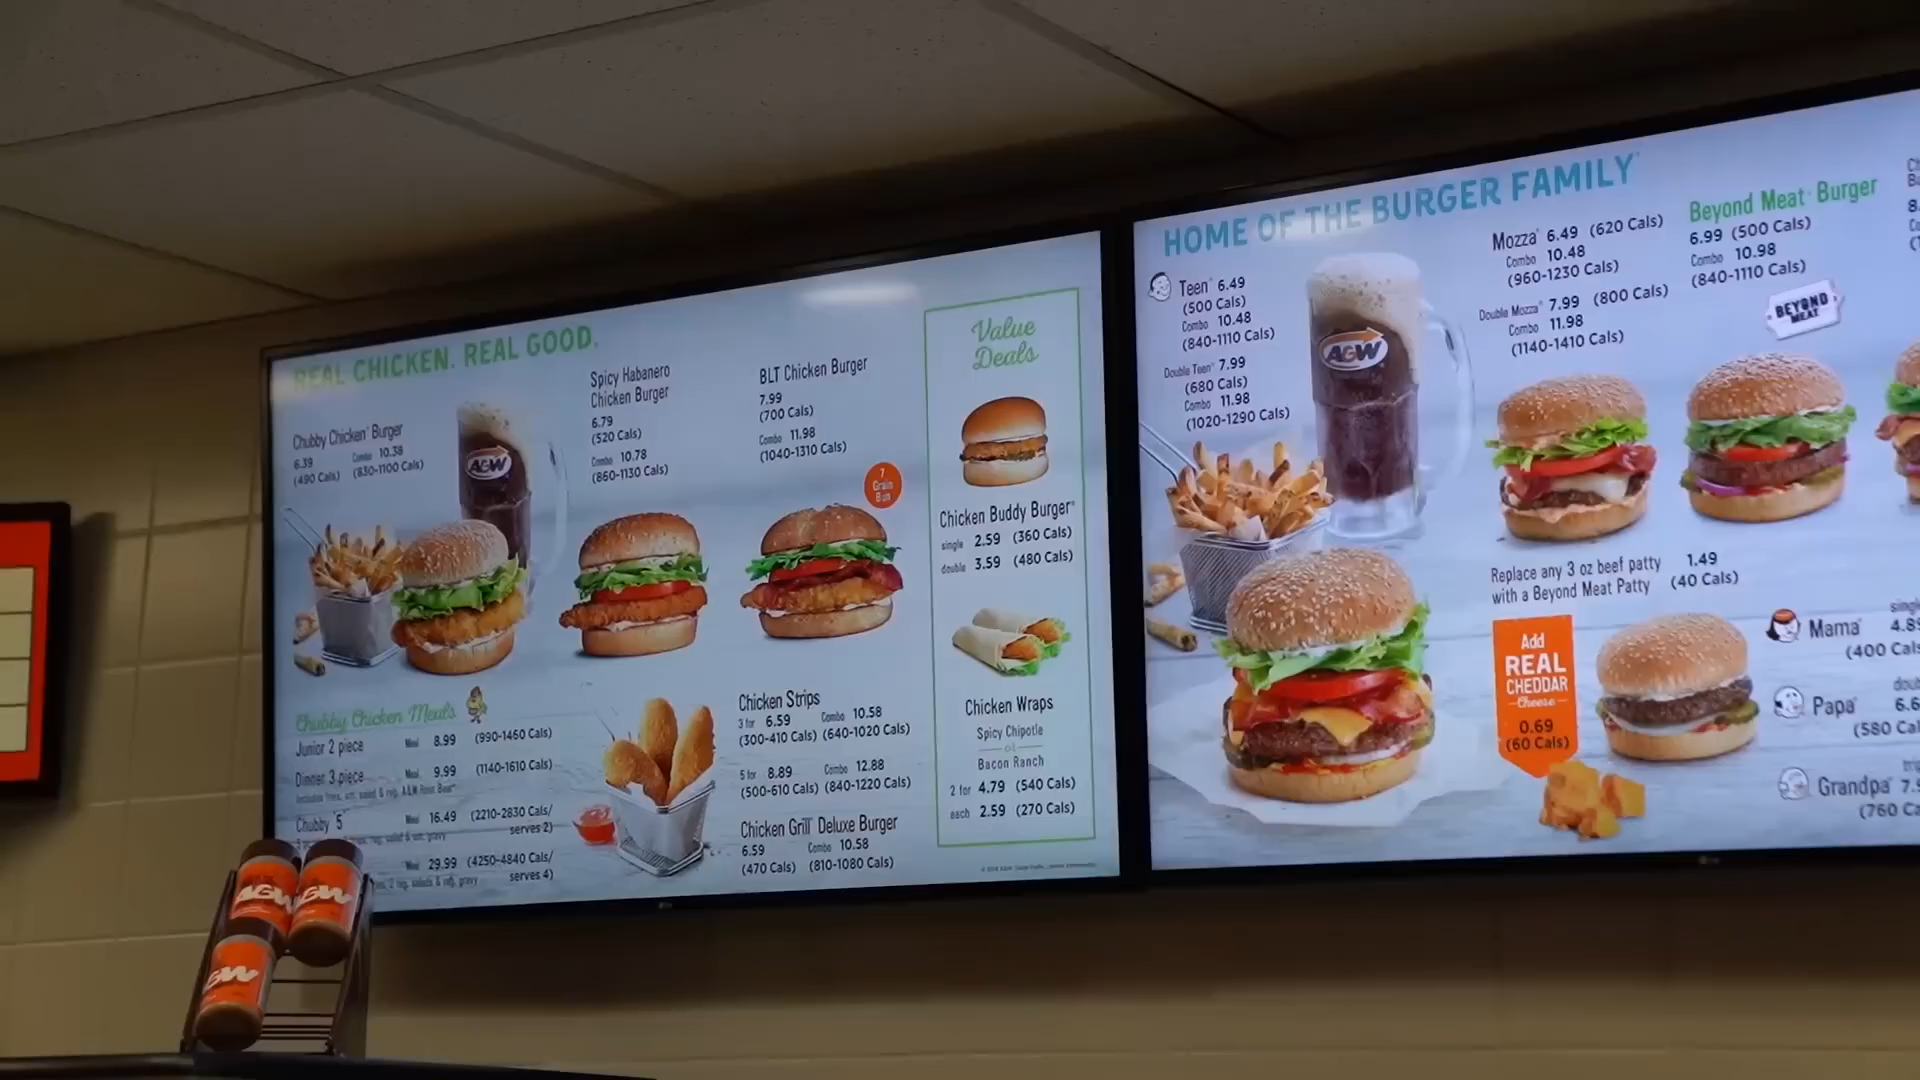 REAL CHICKEN. REAL GOOD.
Chubby Chicken® Burger
6.39 Combo 10.38
(490 Cals) (830-1100 Cals)
A&W
Spicy Habanero
Chicken Burger
6.79
(520 Cals)
Combo 10.78
(860-1130 Cals)
BLT Chicken Burger
7.99
(700 Cals)
Combo 11.98
(1040-1310 Cals)
7
Grain
Bun
Chubby Chicken Meals
Junior 2 piece Meal 8.99 (990-1460 Cals)
Dinner 3 piece Meal 9.99 (1140-1610 Cals)
Chubby '5' Meal 16.49 (2210-2830 Cals/
serves 2)
Meal 29.99 (4250-4840 Cals/
serves 4)
Chicken Strips
3 for 6.59 Combo 10.58
(300-410 Cals) (640-1020 Cals)
5 for 8.89 Combo 12.88
(500-610 Cals) (840-1220 Cals)
Chicken Grill Deluxe Burger
6.59 Combo 10.58
(470 Cals) (810-1080 Cals)
Value
Deals
Chicken Buddy Burger®
single 2.59 (360 Cals)
double 3.59 (480 Cals)
Chicken Wraps
Spicy Chipotle
or
Bacon Ranch
2 for 4.79 (540 Cals)
each 2.59 (270 Cals)
HOME OF THE BURGER FAMILY®
Teen® 6.49
(500 Cals)
Combo 10.48
(840-1110 Cals)
Double Teen® 7.99
(680 Cals)
Combo 11.98
(1020-1290 Cals)
A&W
Mozza® 6.49 (620 Cals)
Combo 10.48
(960-1230 Cals)
Double Mozza® 7.99 (800 Cals)
Combo 11.98
(1140-1410 Cals)
Beyond Meat® Burger
6.99 (500 Cals)
Combo 10.98
(840-1110 Cals)
BEYOND
MEAT
Replace any 3 oz beef patty 1.49
with a Beyond Meat Patty (40 Cals)
Add
REAL
CHEDDAR
Cheese
0.69
(60 Cals)
Mama®
(400 Cals
Papa®
(580 Cal
Grandpa®
(760 Ca
A&W
A&W
A&W